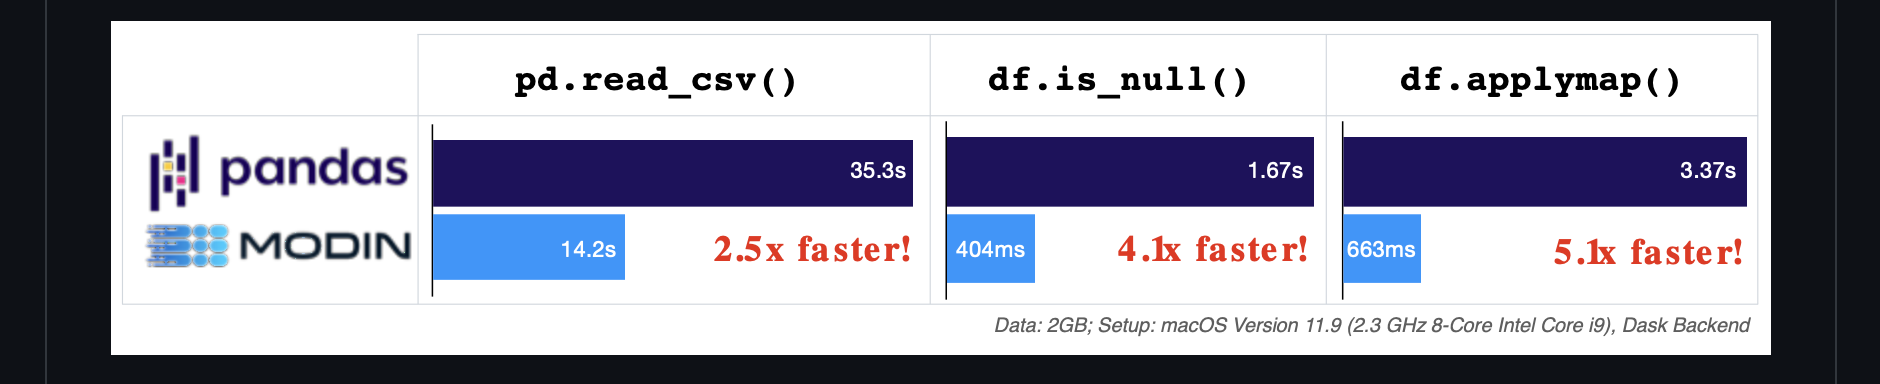 pd.read_csv() df.is_null() df.applymap()
pandas 35.3s 1.67s 3.37s
MODIN 14.2s 2.5x faster! 404ms 4.1x faster! 663ms 5.1x faster!
Data: 2GB; Setup: macOS Version 11.9 (2.3 GHz 8-Core Intel Core i9), Dask Backend